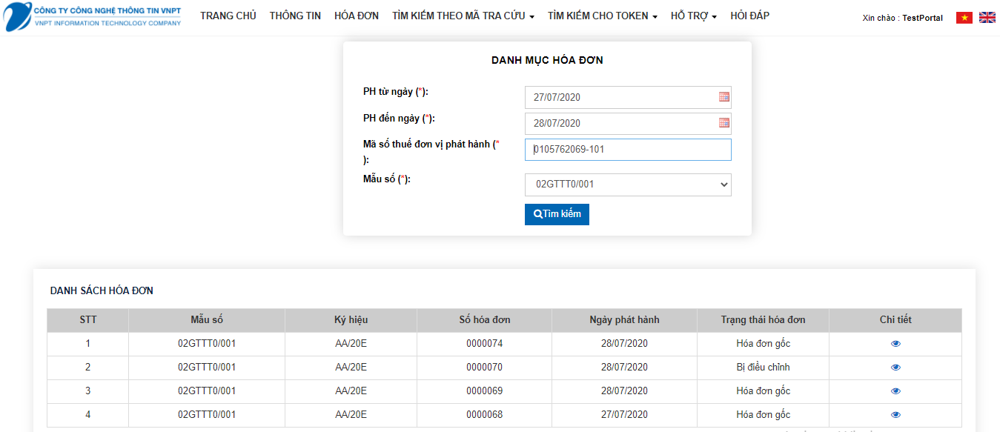 CÔNG TY CÔNG NGHỆ THÔNG TIN VNPT
VNPT INFORMATION TECHNOLOGY COMPANY
TRANG CHỦ THÔNG TIN HÓA ĐƠN TÌM KIẾM THEO MÃ TRA CỨU TÌM KIẾM CHO TOKEN HỖ TRỢ HỎI ĐÁP
Xin chào : TestPortal
DANH MỤC HÓA ĐƠN
PH từ ngày (*): 27/07/2020
PH đến ngày (*): 28/07/2020
Mã số thuế đơn vị phát hành (* 0105762069-101
):
Mẫu số (*): 02GTTT0/001
Tìm kiếm
DANH SÁCH HÓA ĐƠN
STT Mẫu số Ký hiệu Số hóa đơn Ngày phát hành Trạng thái hóa đơn Chi tiết
1 02GTTT0/001 AA/20E 0000074 28/07/2020 Hóa đơn gốc
2 02GTTT0/001 AA/20E 0000070 28/07/2020 Bị điều chỉnh
3 02GTTT0/001 AA/20E 0000069 28/07/2020 Hóa đơn gốc
4 02GTTT0/001 AA/20E 0000068 27/07/2020 Hóa đơn gốc